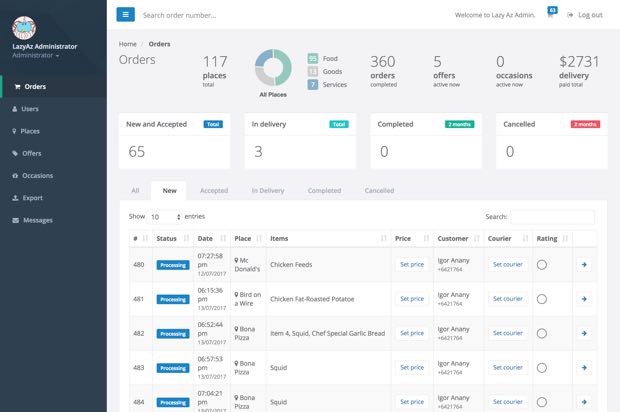 Search order number...
Welcome to Lazy Az Admin.
63
Log out
LazyAz Administrator
Administrator
Orders
Users
Places
Offers
Occasions
Export
Messages
Home / Orders
Orders
117
places
total
All Places
95 Food
13 Goods
7 Services
360
orders
completed
5
offers
active now
0
occasions
active now
$2731
delivery
paid total
New and Accepted Total
65
In delivery Total
3
Completed 2 months
0
Cancelled 2 months
0
All New Accepted In Delivery Completed Cancelled
Show 10 entries
Search:
# Status Date Place Items Price Customer Courier Rating
480 Processing 07:27:58 pm 12/07/2017 Mc Donald's Chicken Feeds Set price Igor Anany +6421764 Set courier
481 Processing 06:15:36 pm 13/07/2017 Bird on a Wire Chicken Fat-Roasted Potatoe Set price Igor Anany +6421764 Set courier
482 Processing 06:52:44 pm 13/07/2017 Bona Pizza Item 4, Squid, Chef Special Garlic Bread Set price Igor Anany +6421764 Set courier
483 Processing 06:57:53 pm 13/07/2017 Bona Pizza Squid Set price Igor Anany +6421764 Set courier
484 Processing 07:04:21 pm Bona Pizza Squid Set price Igor Anany +6421764 Set courier